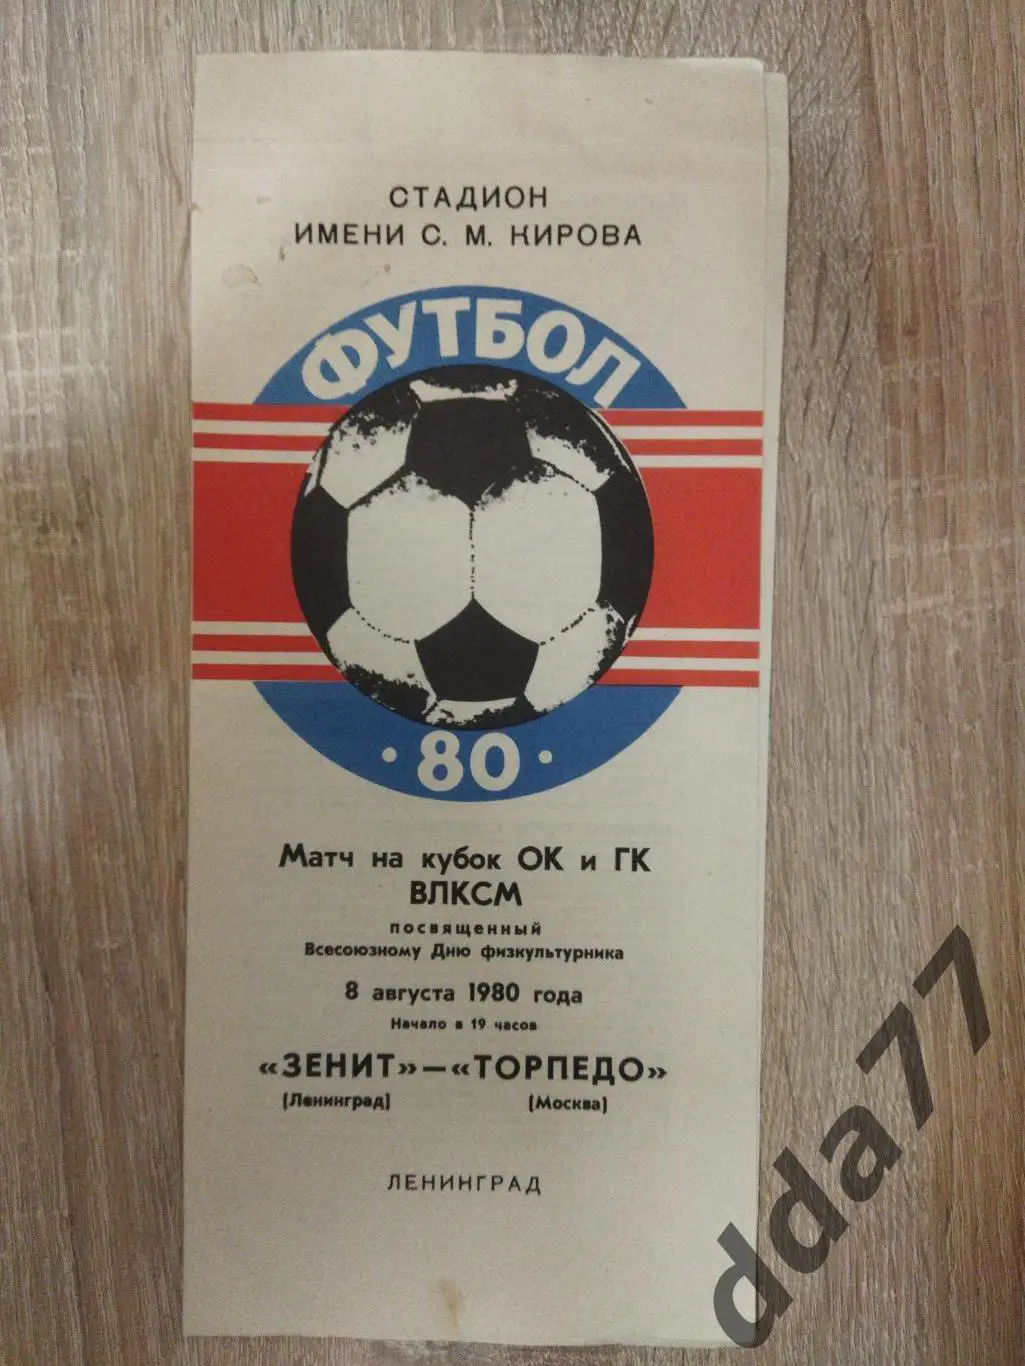 СТАДИОН
ИМЕНИ С. М. КИРОВА
ФУТБОЛ
·80·
Матч на кубок ОК и ГК
ВЛКСМ
посвященный
Всесоюзному Дню физкультурника
8 августа 1980 года
Начало в 19 часов
«ЗЕНИТ»—«ТОРПЕДО»
(Ленинград) (Москва)
ЛЕНИНГРАД
dda77